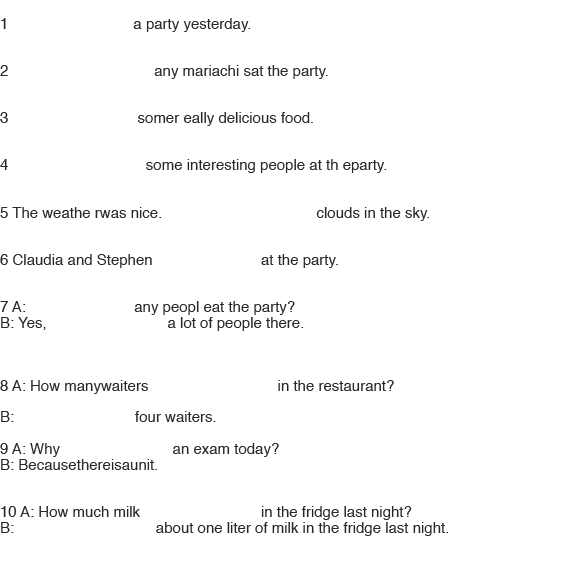 1 a party yesterday.
2 any mariachi sat the party.
3 somer eally delicious food.
4 some interesting people at th eparty.
5 The weathe rwas nice. clouds in the sky.
6 Claudia and Stephen at the party.
7 A: any peopl eat the party?
B: Yes, a lot of people there.
8 A: How manywaiters in the restaurant?
B: four waiters.
9 A: Why an exam today?
B: Becausethereisaunit.
10 A: How much milk in the fridge last night?
B: about one liter of milk in the fridge last night.